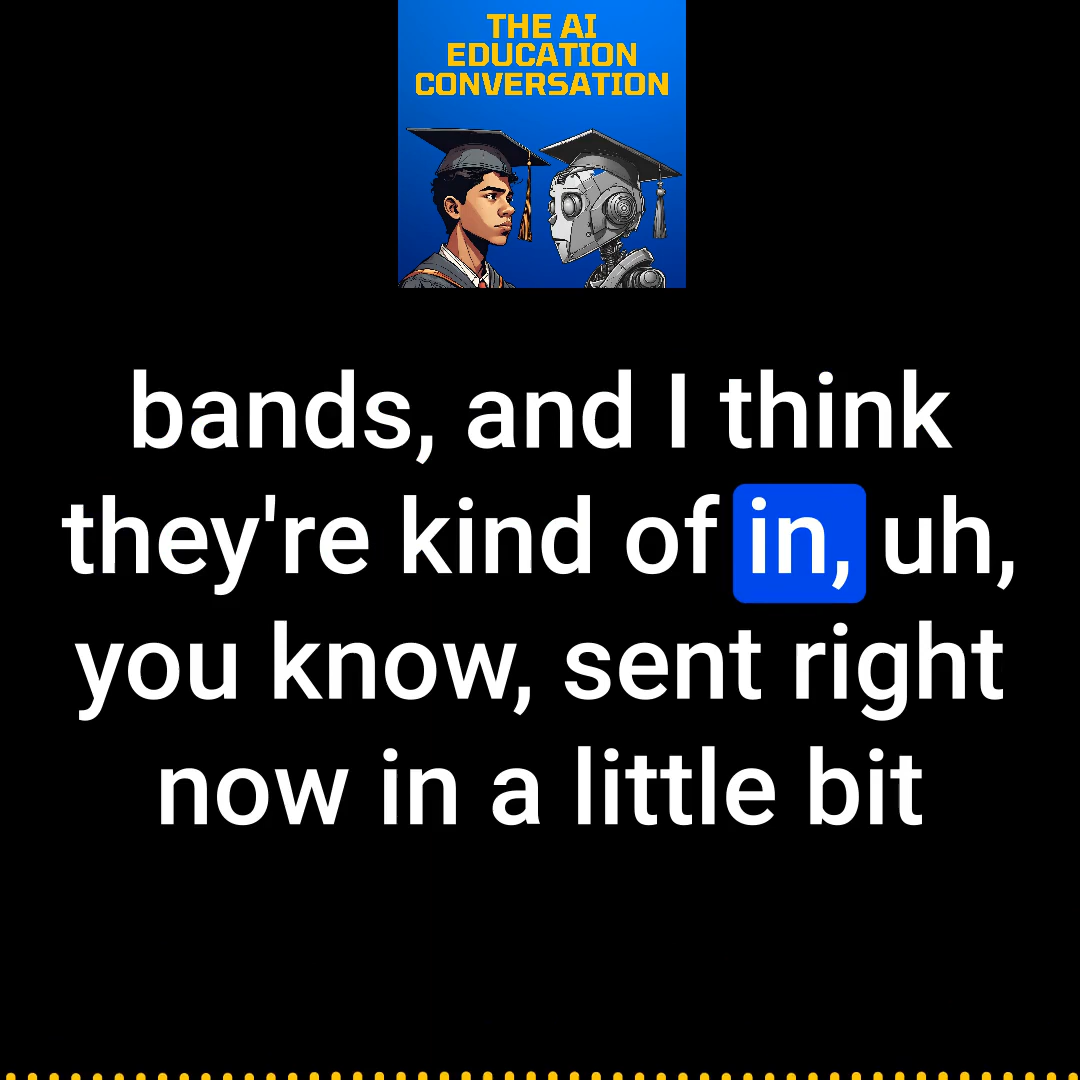 THE AI
EDUCATION
CONVERSATION
bands, and I think
they're kind of in, uh,
you know, sent right
now in a little bit